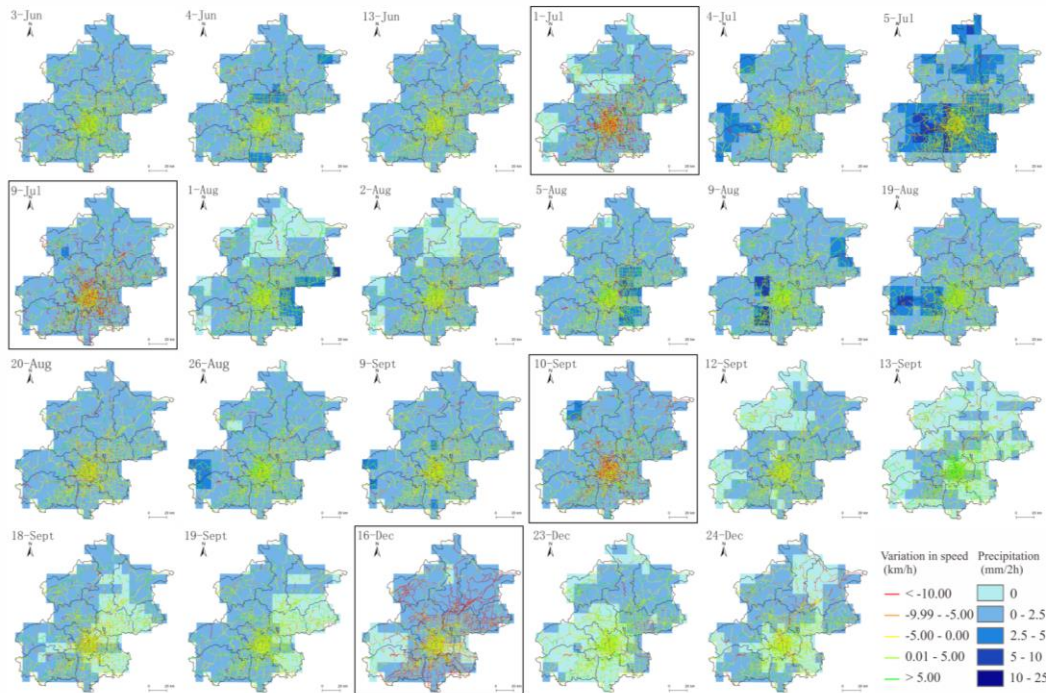 3-Jun
4-Jun
13-Jun
1-Jul
4-Jul
5-Jul
9-Jul
1-Aug
2-Aug
5-Aug
9-Aug
19-Aug
20-Aug
26-Aug
9-Sept
10-Sept
12-Sept
13-Sept
18-Sept
19-Sept
16-Dec
23-Dec
24-Dec
Variation in speed (km/h)
< -10.00
-9.99 - -5.00
-5.00 - 0.00
0.01 - 5.00
> 5.00
Precipitation (mm/2h)
0
0 - 2.5
2.5 - 5
5 - 10
10 - 25